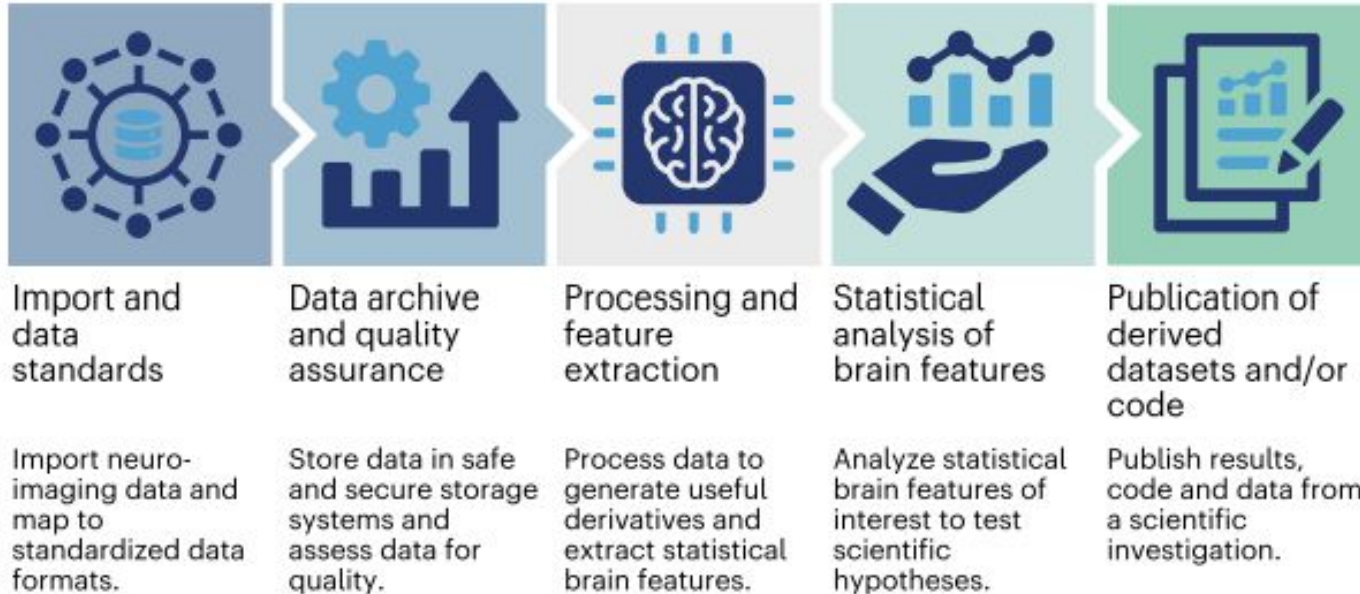 Import and
data
standards
Import neuro-
imaging data and
map to
standardized data
formats.
Data archive
and quality
assurance
Store data in safe
and secure storage
systems and
assess data for
quality.
Processing and
feature
extraction
Process data to
generate useful
derivatives and
extract statistical
brain features.
Statistical
analysis of
brain features
Analyze statistical
brain features of
interest to test
scientific
hypotheses.
Publication of
derived
datasets and/or
code
Publish results,
code and data from
a scientific
investigation.